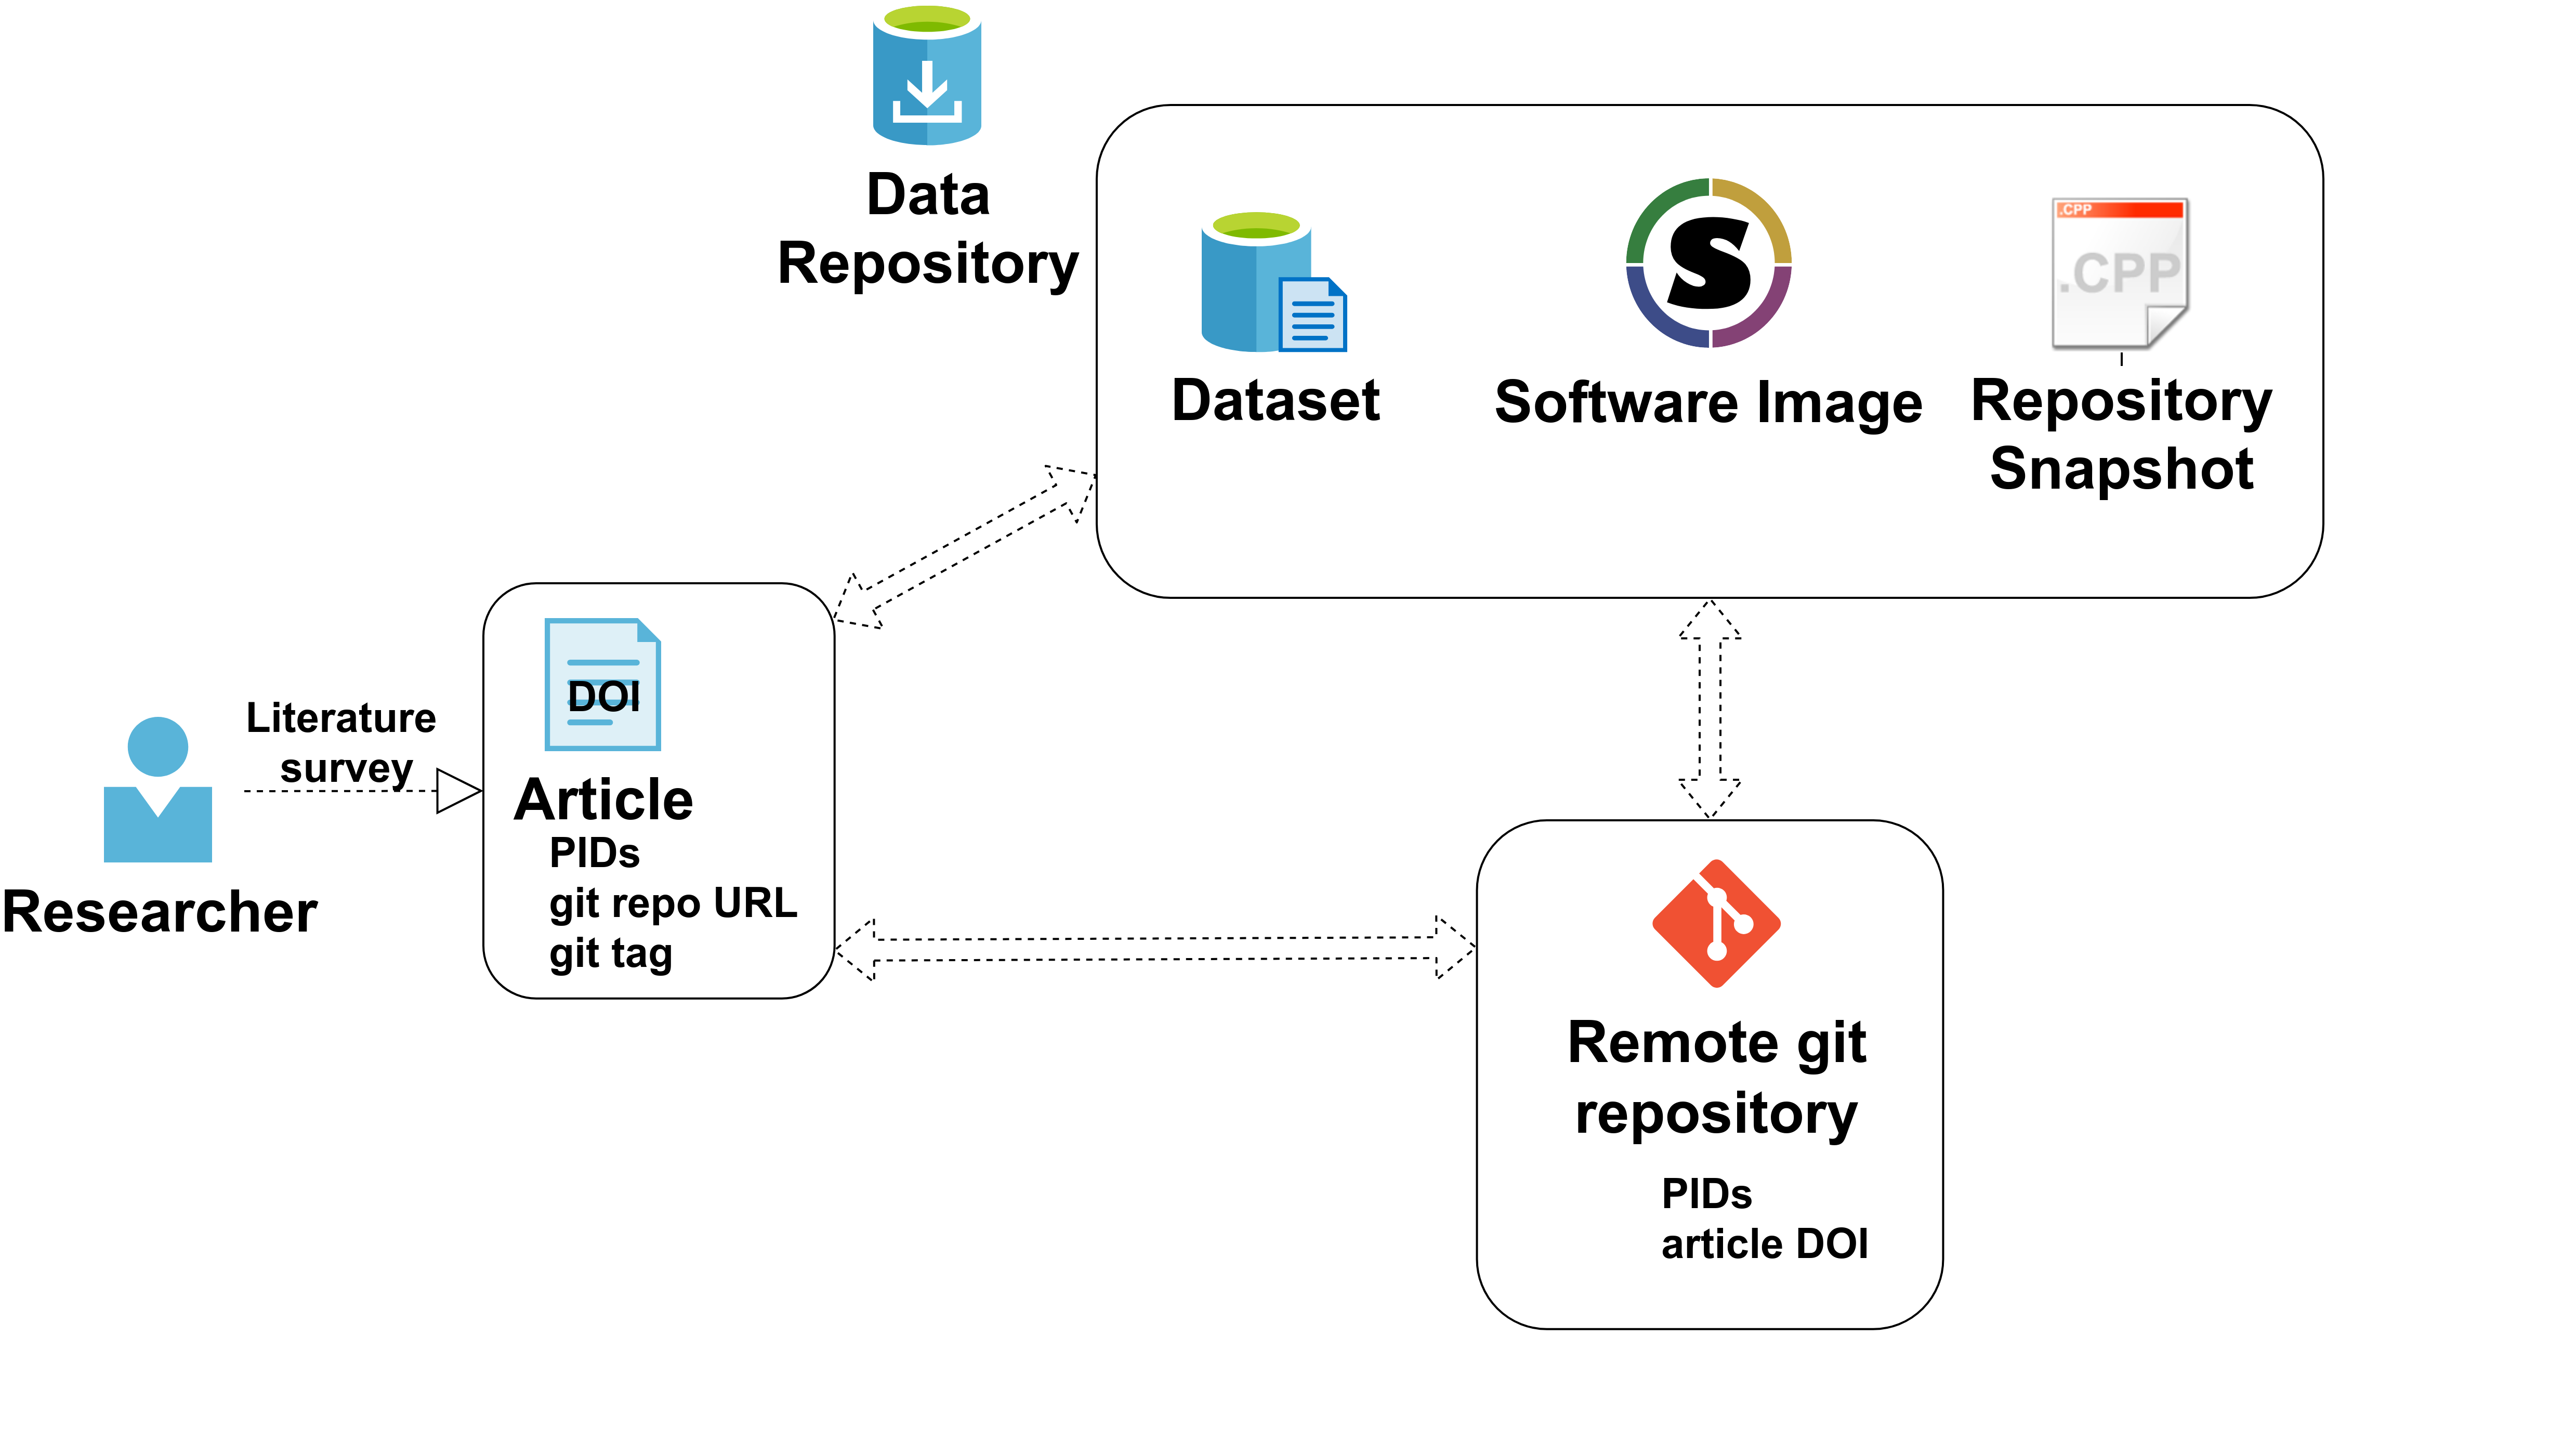 Data
Repository
.CPP
.CPP
Dataset
Software Image
Repository
Snapshot
S
DOI
Literature
survey
Article
PIDs
git repo URL
git tag
Researcher
Remote git
repository
PIDs
article DOI